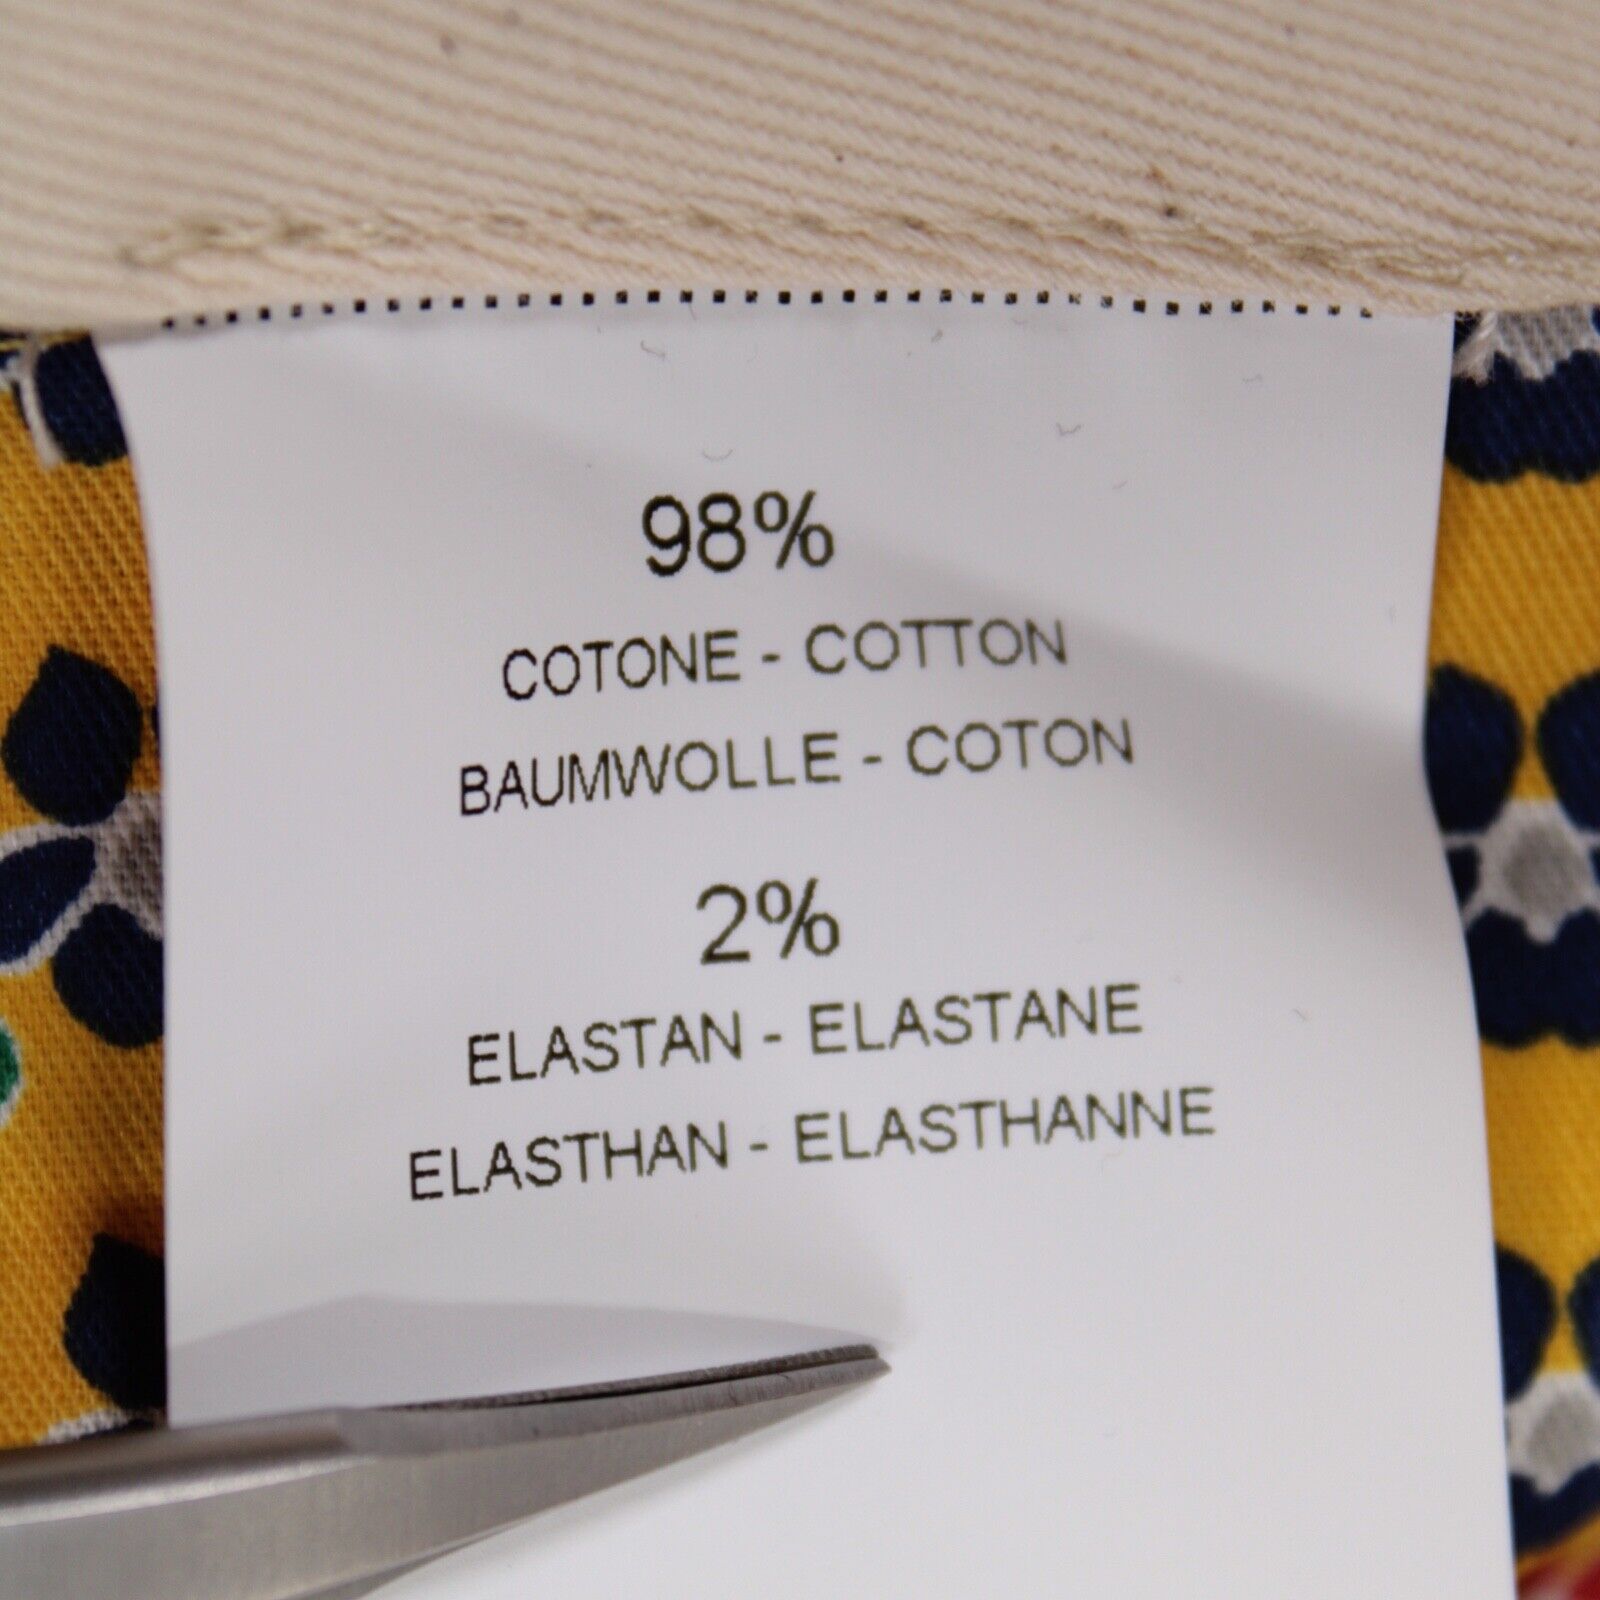 98%
COTONE - COTTON
BAUMWOLLE - COTON
2%
ELASTAN - ELASTANE
ELASTHAN - ELASTHANNE